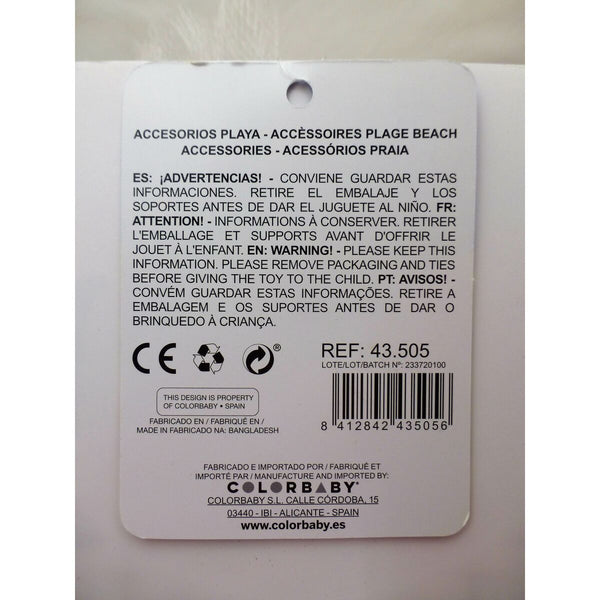 ACCESORIOS PLAYA - ACCÈSSOIRES PLAGE BEACH
ACCESSORIES - ACESSÓRIOS PRAIA
ES: ¡ADVERTENCIAS! - CONVIENE GUARDAR ESTAS
INFORMACIONES. RETIRE EL EMBALAJE Y LOS
SOPORTES ANTES DE DAR EL JUGUETE AL NIÑO. FR:
ATTENTION! - INFORMATIONS À CONSERVER. RETIRER
L'EMBALLAGE ET SUPPORTS AVANT D'OFFRIR LE
JOUET À L'ENFANT. EN: WARNING! - PLEASE KEEP THIS
INFORMATION. PLEASE REMOVE PACKAGING AND TIES
BEFORE GIVING THE TOY TO THE CHILD. PT: AVISOS! -
CONVÉM GUARDAR ESTAS INFORMAÇÕES. RETIRE A
EMBALAGEM E OS SUPORTES ANTES DE DAR O
BRINQUEDO À CRIANÇA.
CE
®
REF: 43.505
LOTE/LOT/BATCH Nº: 233720100
8 412842 435056
THIS DESIGN IS PROPERTY
OF COLORBABY • SPAIN
FABRICADO EN / FABRIQUÉ EN /
MADE IN FABRICADO NA: BANGLADESH
FABRICADO E IMPORTADO POR / FABRIQUÉ ET
IMPORTÉ PAR / MANUFACTURE AND IMPORTED BY:
COLORBABY®
COLORBABY S.L. CALLE CÓRDOBA, 15
03440 - IBI - ALICANTE - SPAIN
www.colorbaby.es